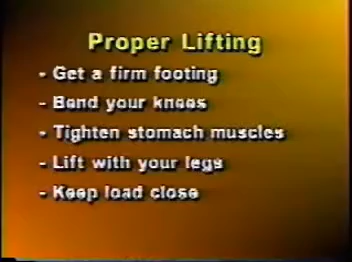 Proper Lifting
- Get a firm footing
- Bend your knees
- Tighten stomach muscles
- Lift with your legs
- Keep load close